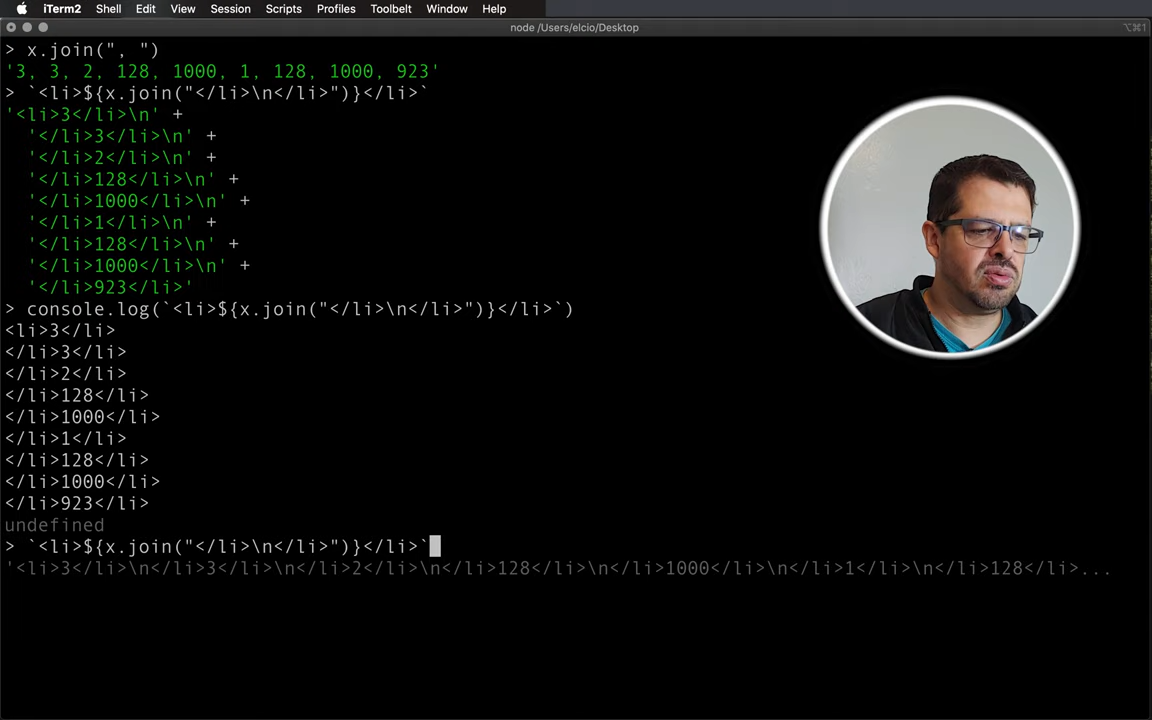 iTerm2 Shell Edit View Session Scripts Profiles Toolbelt Window Help
node /Users/elcio/Desktop
⌥⌘1
> x.join(", ")
'3, 3, 2, 128, 1000, 1, 128, 1000, 923'
> `<li>${x.join("</li>\n</li>")}</li>`
'<li>3</li>\n' +
'</li>3</li>\n' +
'</li>2</li>\n' +
'</li>128</li>\n' +
'</li>1000</li>\n' +
'</li>1</li>\n' +
'</li>128</li>\n' +
'</li>1000</li>\n' +
'</li>923</li>'
> console.log(`<li>${x.join("</li>\n</li>")}</li>`)
<li>3</li>
</li>3</li>
</li>2</li>
</li>128</li>
</li>1000</li>
</li>1</li>
</li>128</li>
</li>1000</li>
</li>923</li>
undefined
> `<li>${x.join("</li>\n</li>")}</li>`
'<li>3</li>\n</li>3</li>\n</li>2</li>\n</li>128</li>\n</li>1000</li>\n</li>1</li>\n</li>128</li>...